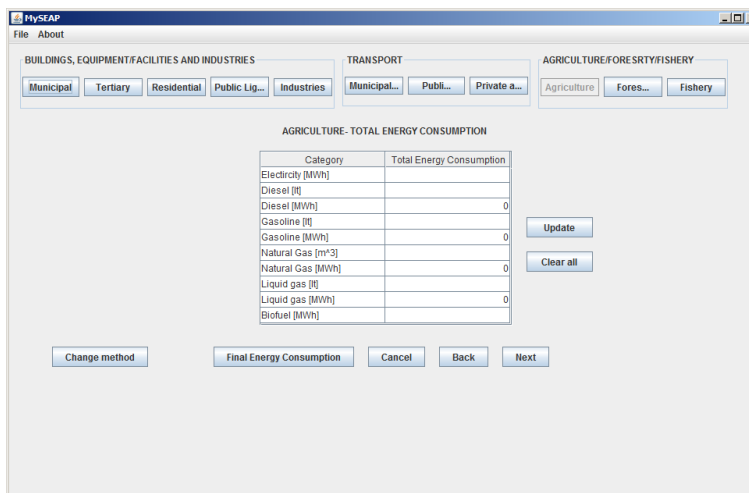 MySEAP
File About
BUILDINGS, EQUIPMENT/FACILITIES AND INDUSTRIES
TRANSPORT
AGRICULTURE/FORESRTY/FISHERY
Municipal Tertiary Residential Public Lig... Industries Municipal... Publi... Private a... Agriculture Fores... Fishery
AGRICULTURE- TOTAL ENERGY CONSUMPTION
Category Total Energy Consumption
Electircity [MWh]
Diesel [lt]
Diesel [MWh] 0
Gasoline [lt]
Gasoline [MWh] 0
Natural Gas [m^3]
Natural Gas [MWh] 0
Liquid gas [lt]
Liquid gas [MWh] 0
Biofuel [MWh]
Update
Clear all
Change method Final Energy Consumption Cancel Back Next